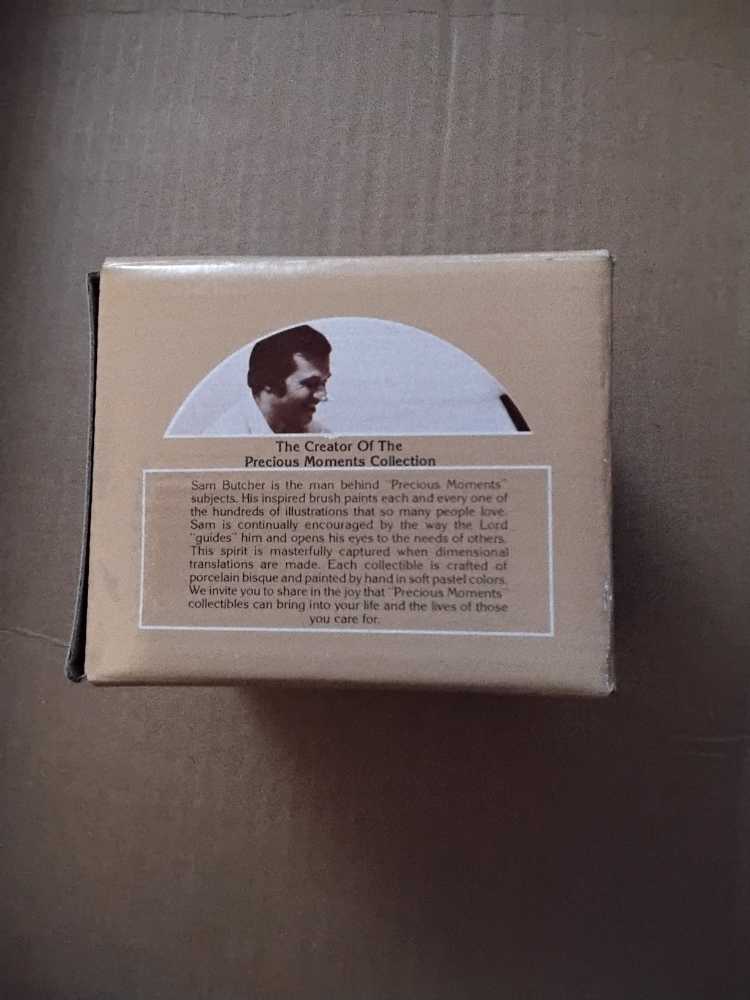 The Creator Of The
Precious Moments Collection
Sam Butcher is the man behind "Precious Moments"
subjects. His inspired brush paints each and every one of
the hundreds of illustrations that so many people love.
Sam is continually encouraged by the way the Lord
"guides" him and opens his eyes to the needs of others.
This spirit is masterfully captured when dimensional
translations are made. Each collectible is crafted of
porcelain bisque and painted by hand in soft pastel colors.
We invite you to share in the joy that "Precious Moments"
collectibles can bring into your life and the lives of those
you care for.